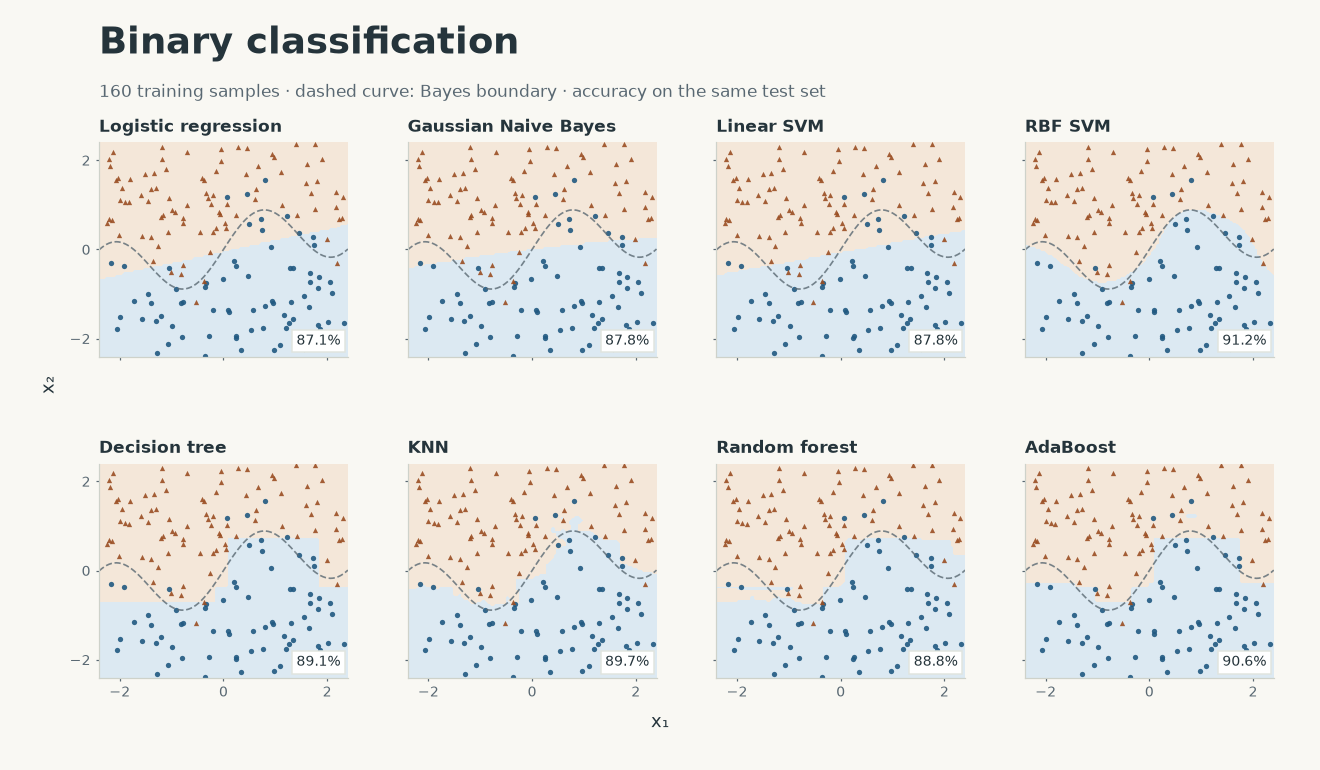 Binary classification
160 training samples · dashed curve: Bayes boundary · accuracy on the same test set
Logistic regression
Gaussian Naive Bayes
Linear SVM
RBF SVM
2
0
−2
87.1%
87.8%
87.8%
91.2%
x₂
Decision tree
KNN
Random forest
AdaBoost
2
0
−2
89.1%
89.7%
88.8%
90.6%
−2 0 2
−2 0 2
−2 0 2
−2 0 2
x₁